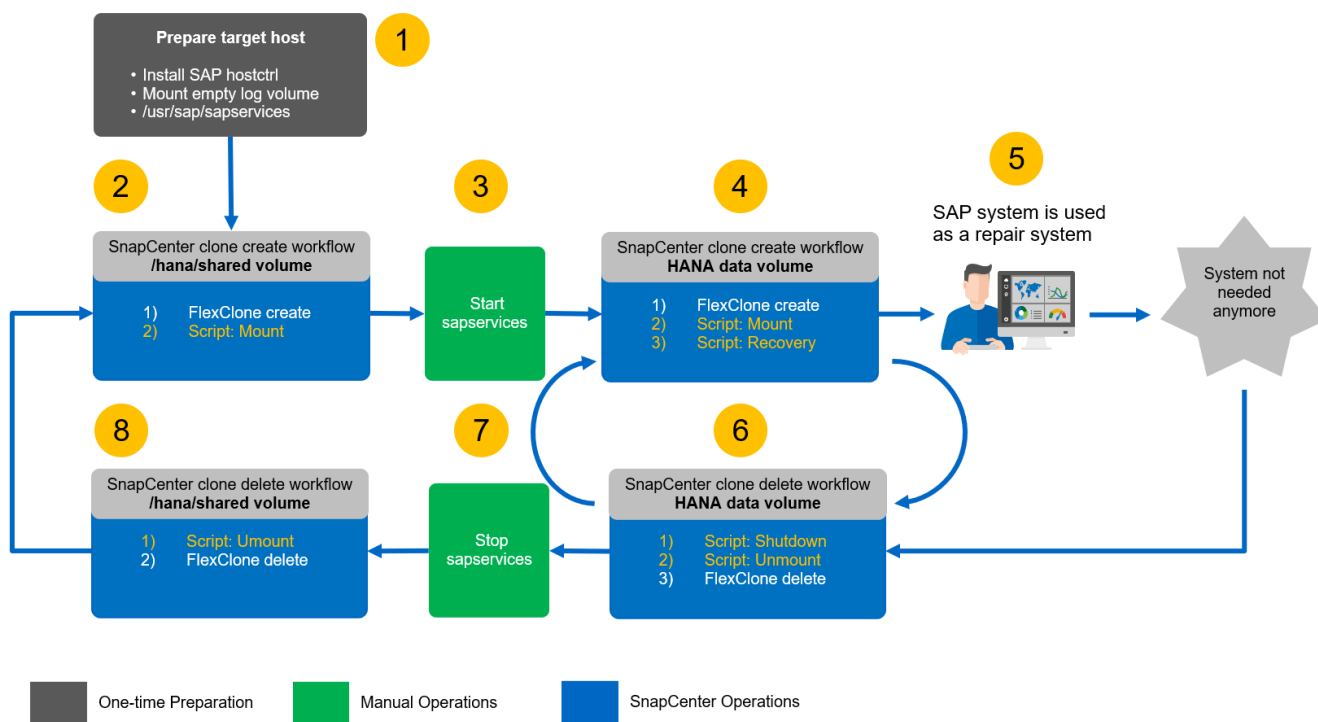 1
Prepare target host
• Install SAP hostctrl
• Mount empty log volume
• /usr/sap/sapservices
2
SnapCenter clone create workflow
/hana/shared volume
1) FlexClone create
2) Script: Mount
3
Start
sapservices
4
SnapCenter clone create workflow
HANA data volume
1) FlexClone create
2) Script: Mount
3) Script: Recovery
5
SAP system is used
as a repair system
System not
needed
anymore
6
SnapCenter clone delete workflow
HANA data volume
1) Script: Shutdown
2) Script: Unmount
3) FlexClone delete
7
Stop
sapservices
8
SnapCenter clone delete workflow
/hana/shared volume
1) Script: Umount
2) FlexClone delete
One-time Preparation
Manual Operations
SnapCenter Operations